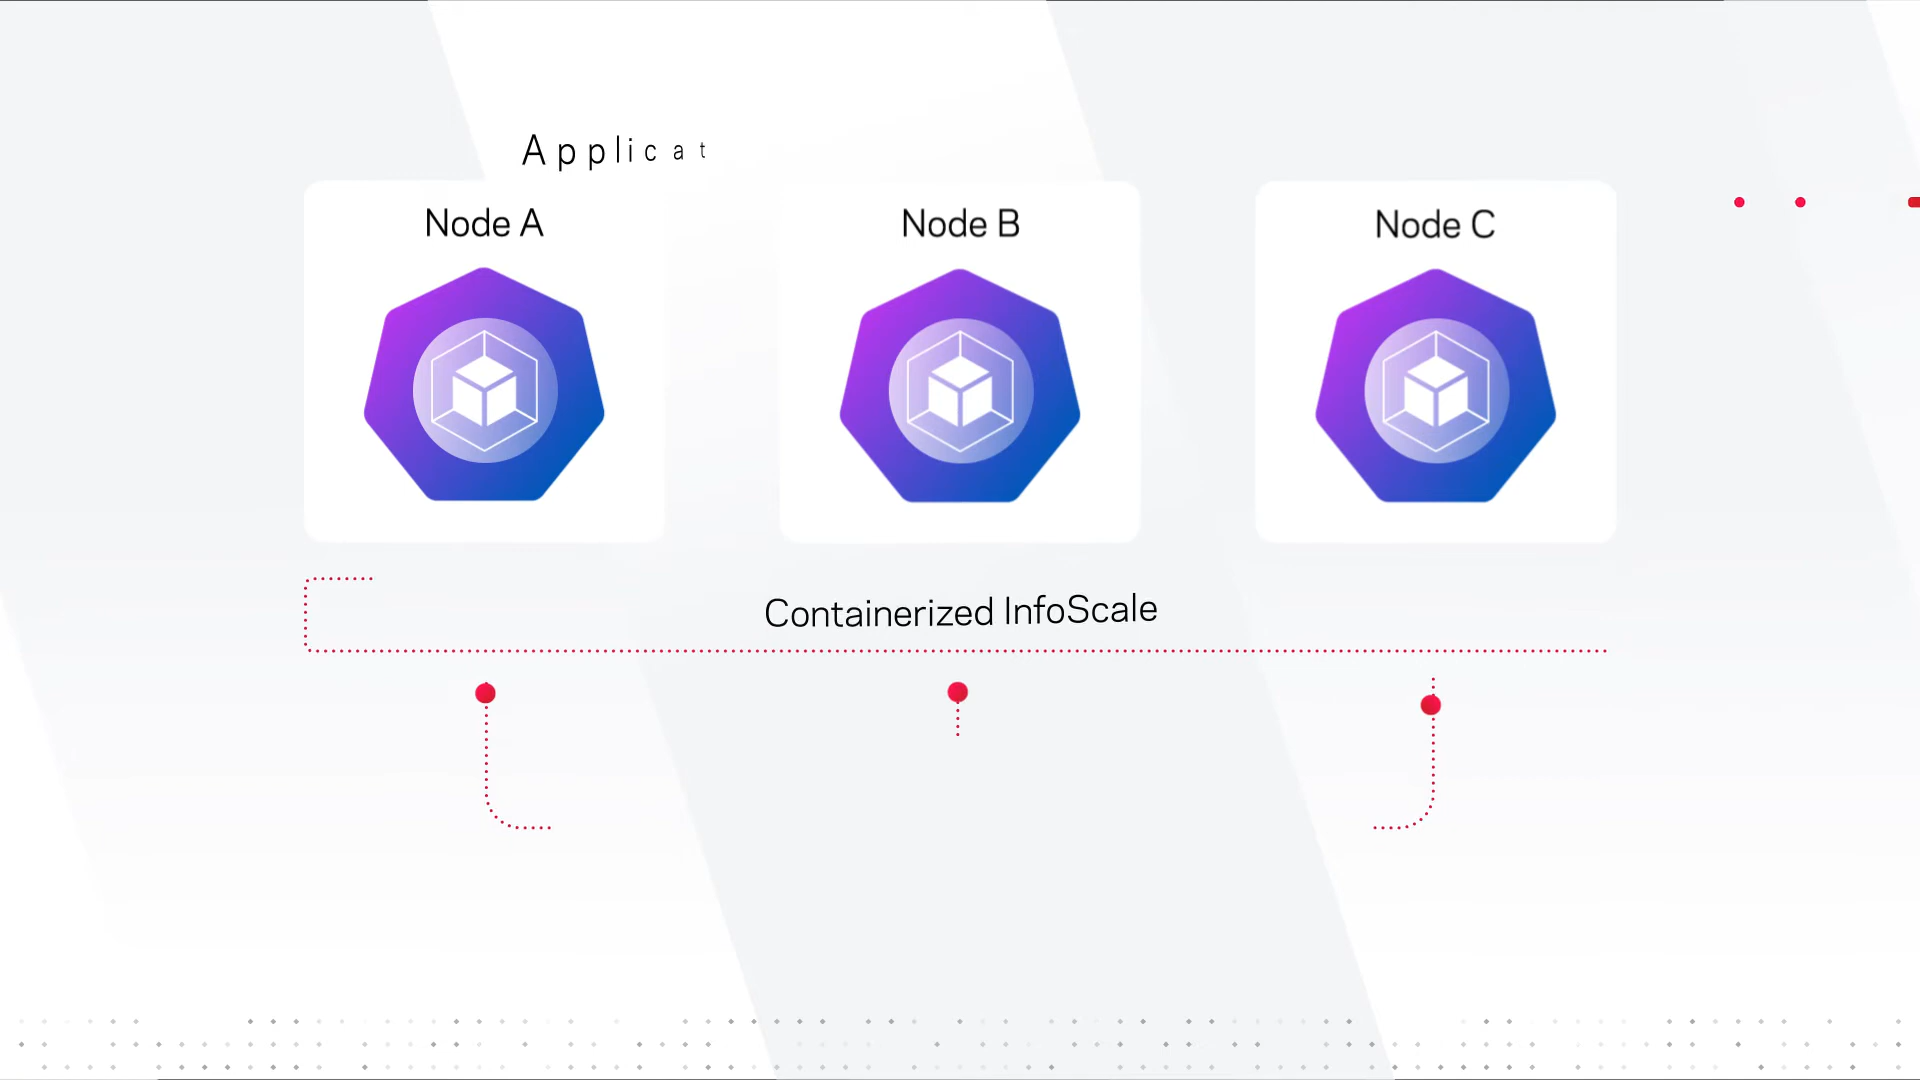 Applicat
Node A
Node B
Node C
Containerized InfoScale